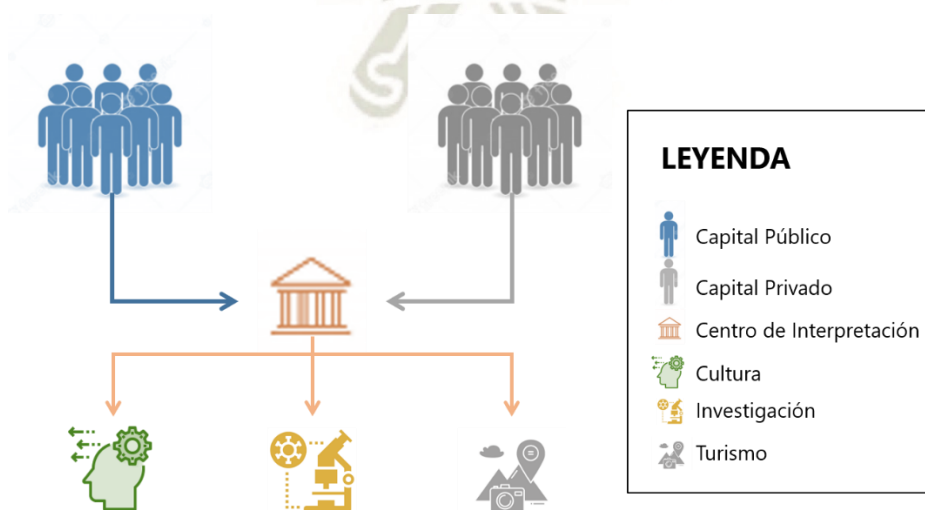 LEYENDA
Capital Público
Capital Privado
Centro de Interpretación
Cultura
Investigación
Turismo